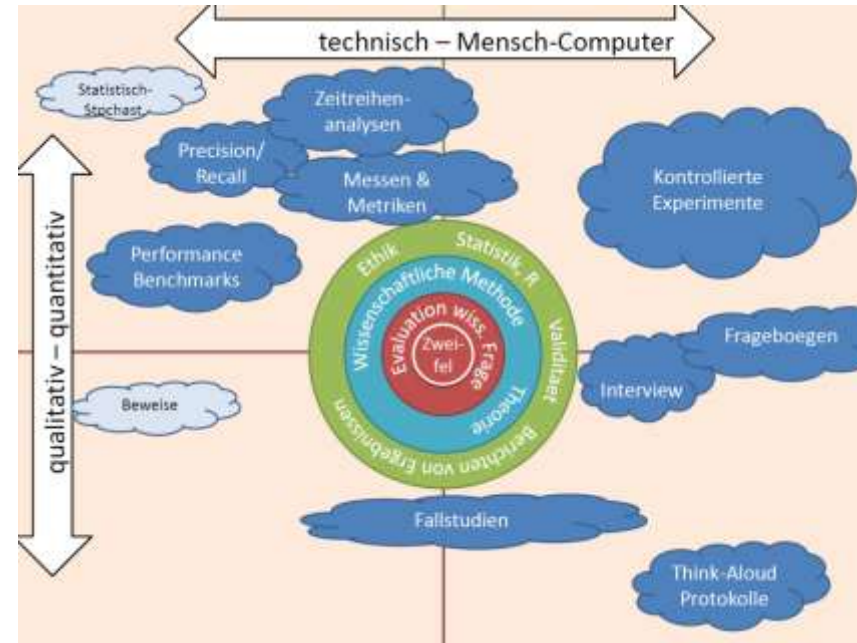 technisch – Mensch-Computer
Statistisch-
Stochast.
Zeitreihen-
analysen
Precision/
Recall
Messen &
Metriken
Kontrollierte
Experimente
Performance
Benchmarks
qualitativ – quantitativ
Ethik
Statistik, R
Validitaet
Berichten von Ergebnissen
Wissenschaftliche Methode
Theorie
Evaluation wiss. Frage
Zwei-
fel
Frageboegen
Interview
Beweise
Fallstudien
Think-Aloud
Protokolle